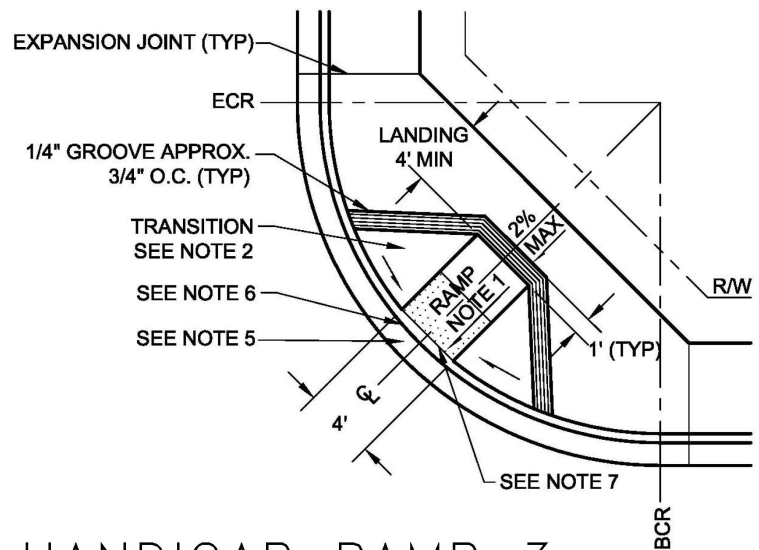 EXPANSION JOINT (TYP)
ECR
LANDING
4' MIN
1/4" GROOVE APPROX.
3/4" O.C. (TYP)
TRANSITION
SEE NOTE 2
2%
MAX
SEE NOTE 6
RAMP
NOTE 1
R/W
SEE NOTE 5
1' (TYP)
4'
℄
SEE NOTE 7
BCR
HANDICAP RAMP 3